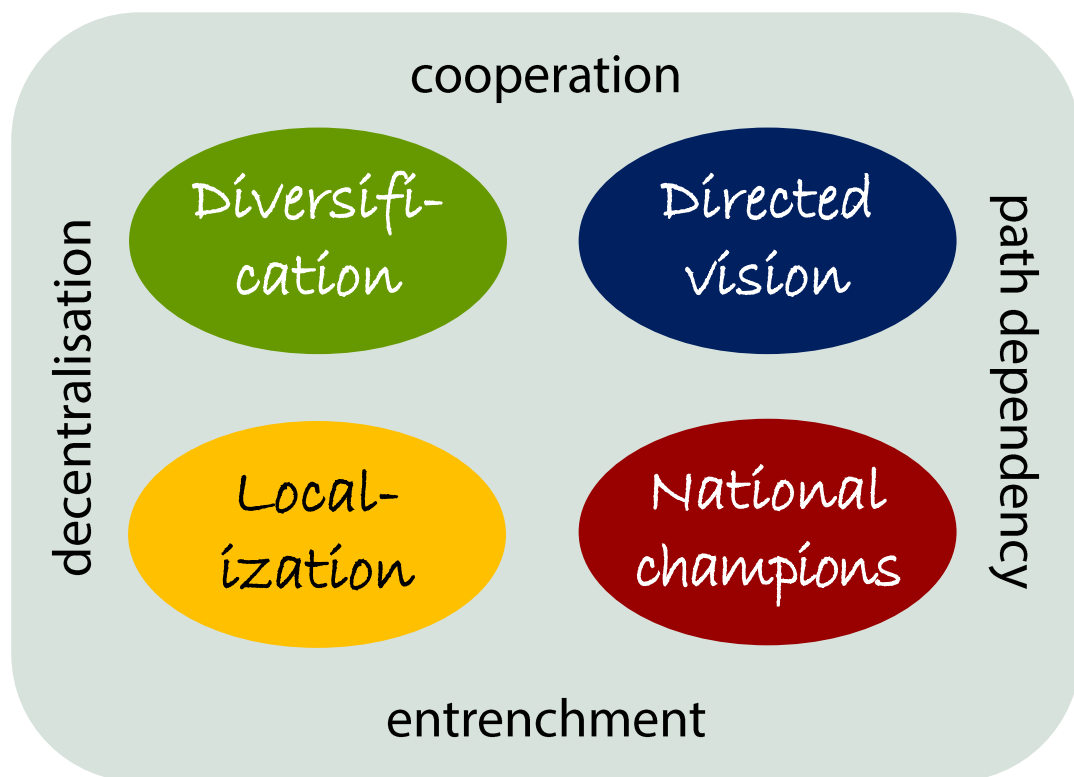 cooperation
Diversifi-
cation
Directed
vision
decentralisation
path dependency
Local-
ization
National
champions
entrenchment